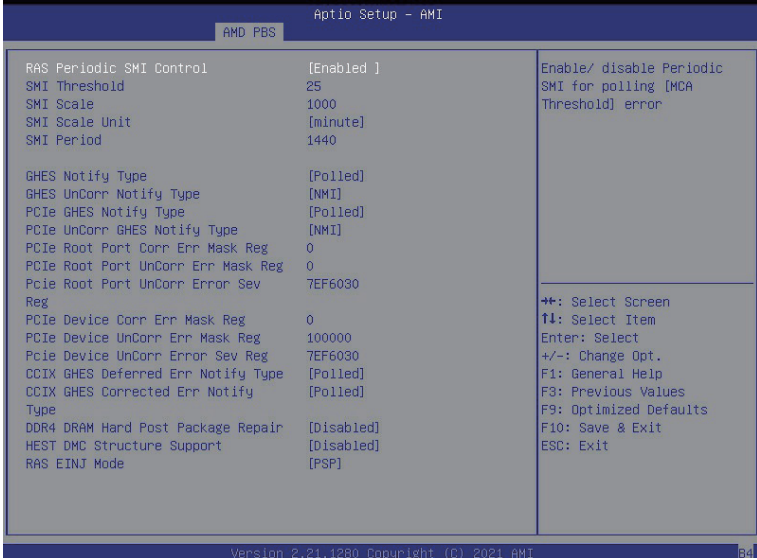 Aptio Setup – AMI
AMD PBS
RAS Periodic SMI Control [Enabled ]
SMI Threshold 25
SMI Scale 1000
SMI Scale Unit [minute]
SMI Period 1440
GHES Notify Type [Polled]
GHES UnCorr Notify Type [NMI]
PCIe GHES Notify Type [Polled]
PCIe UnCorr GHES Notify Type [NMI]
PCIe Root Port Corr Err Mask Reg 0
PCIe Root Port UnCorr Err Mask Reg 0
Pcie Root Port UnCorr Error Sev 7EF6030
Reg
PCIe Device Corr Err Mask Reg 0
PCIe Device UnCorr Err Mask Reg 100000
Pcie Device UnCorr Error Sev Reg 7EF6030
CCIX GHES Deferred Err Notify Type [Polled]
CCIX GHES Corrected Err Notify [Polled]
Type
DDR4 DRAM Hard Post Package Repair [Disabled]
HEST DMC Structure Support [Disabled]
RAS EINJ Mode [PSP]
Enable/ disable Periodic
SMI for polling [MCA
Threshold] error
→←: Select Screen
↑↓: Select Item
Enter: Select
+/-: Change Opt.
F1: General Help
F3: Previous Values
F9: Optimized Defaults
F10: Save & Exit
ESC: Exit
Version 2.21.1280 Copyright (C) 2021 AMI
B4